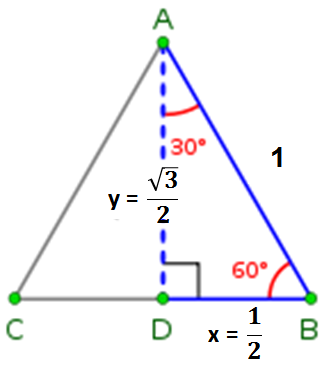 A
30°
1
y = √3/2
60°
C
D
B
x = 1/2